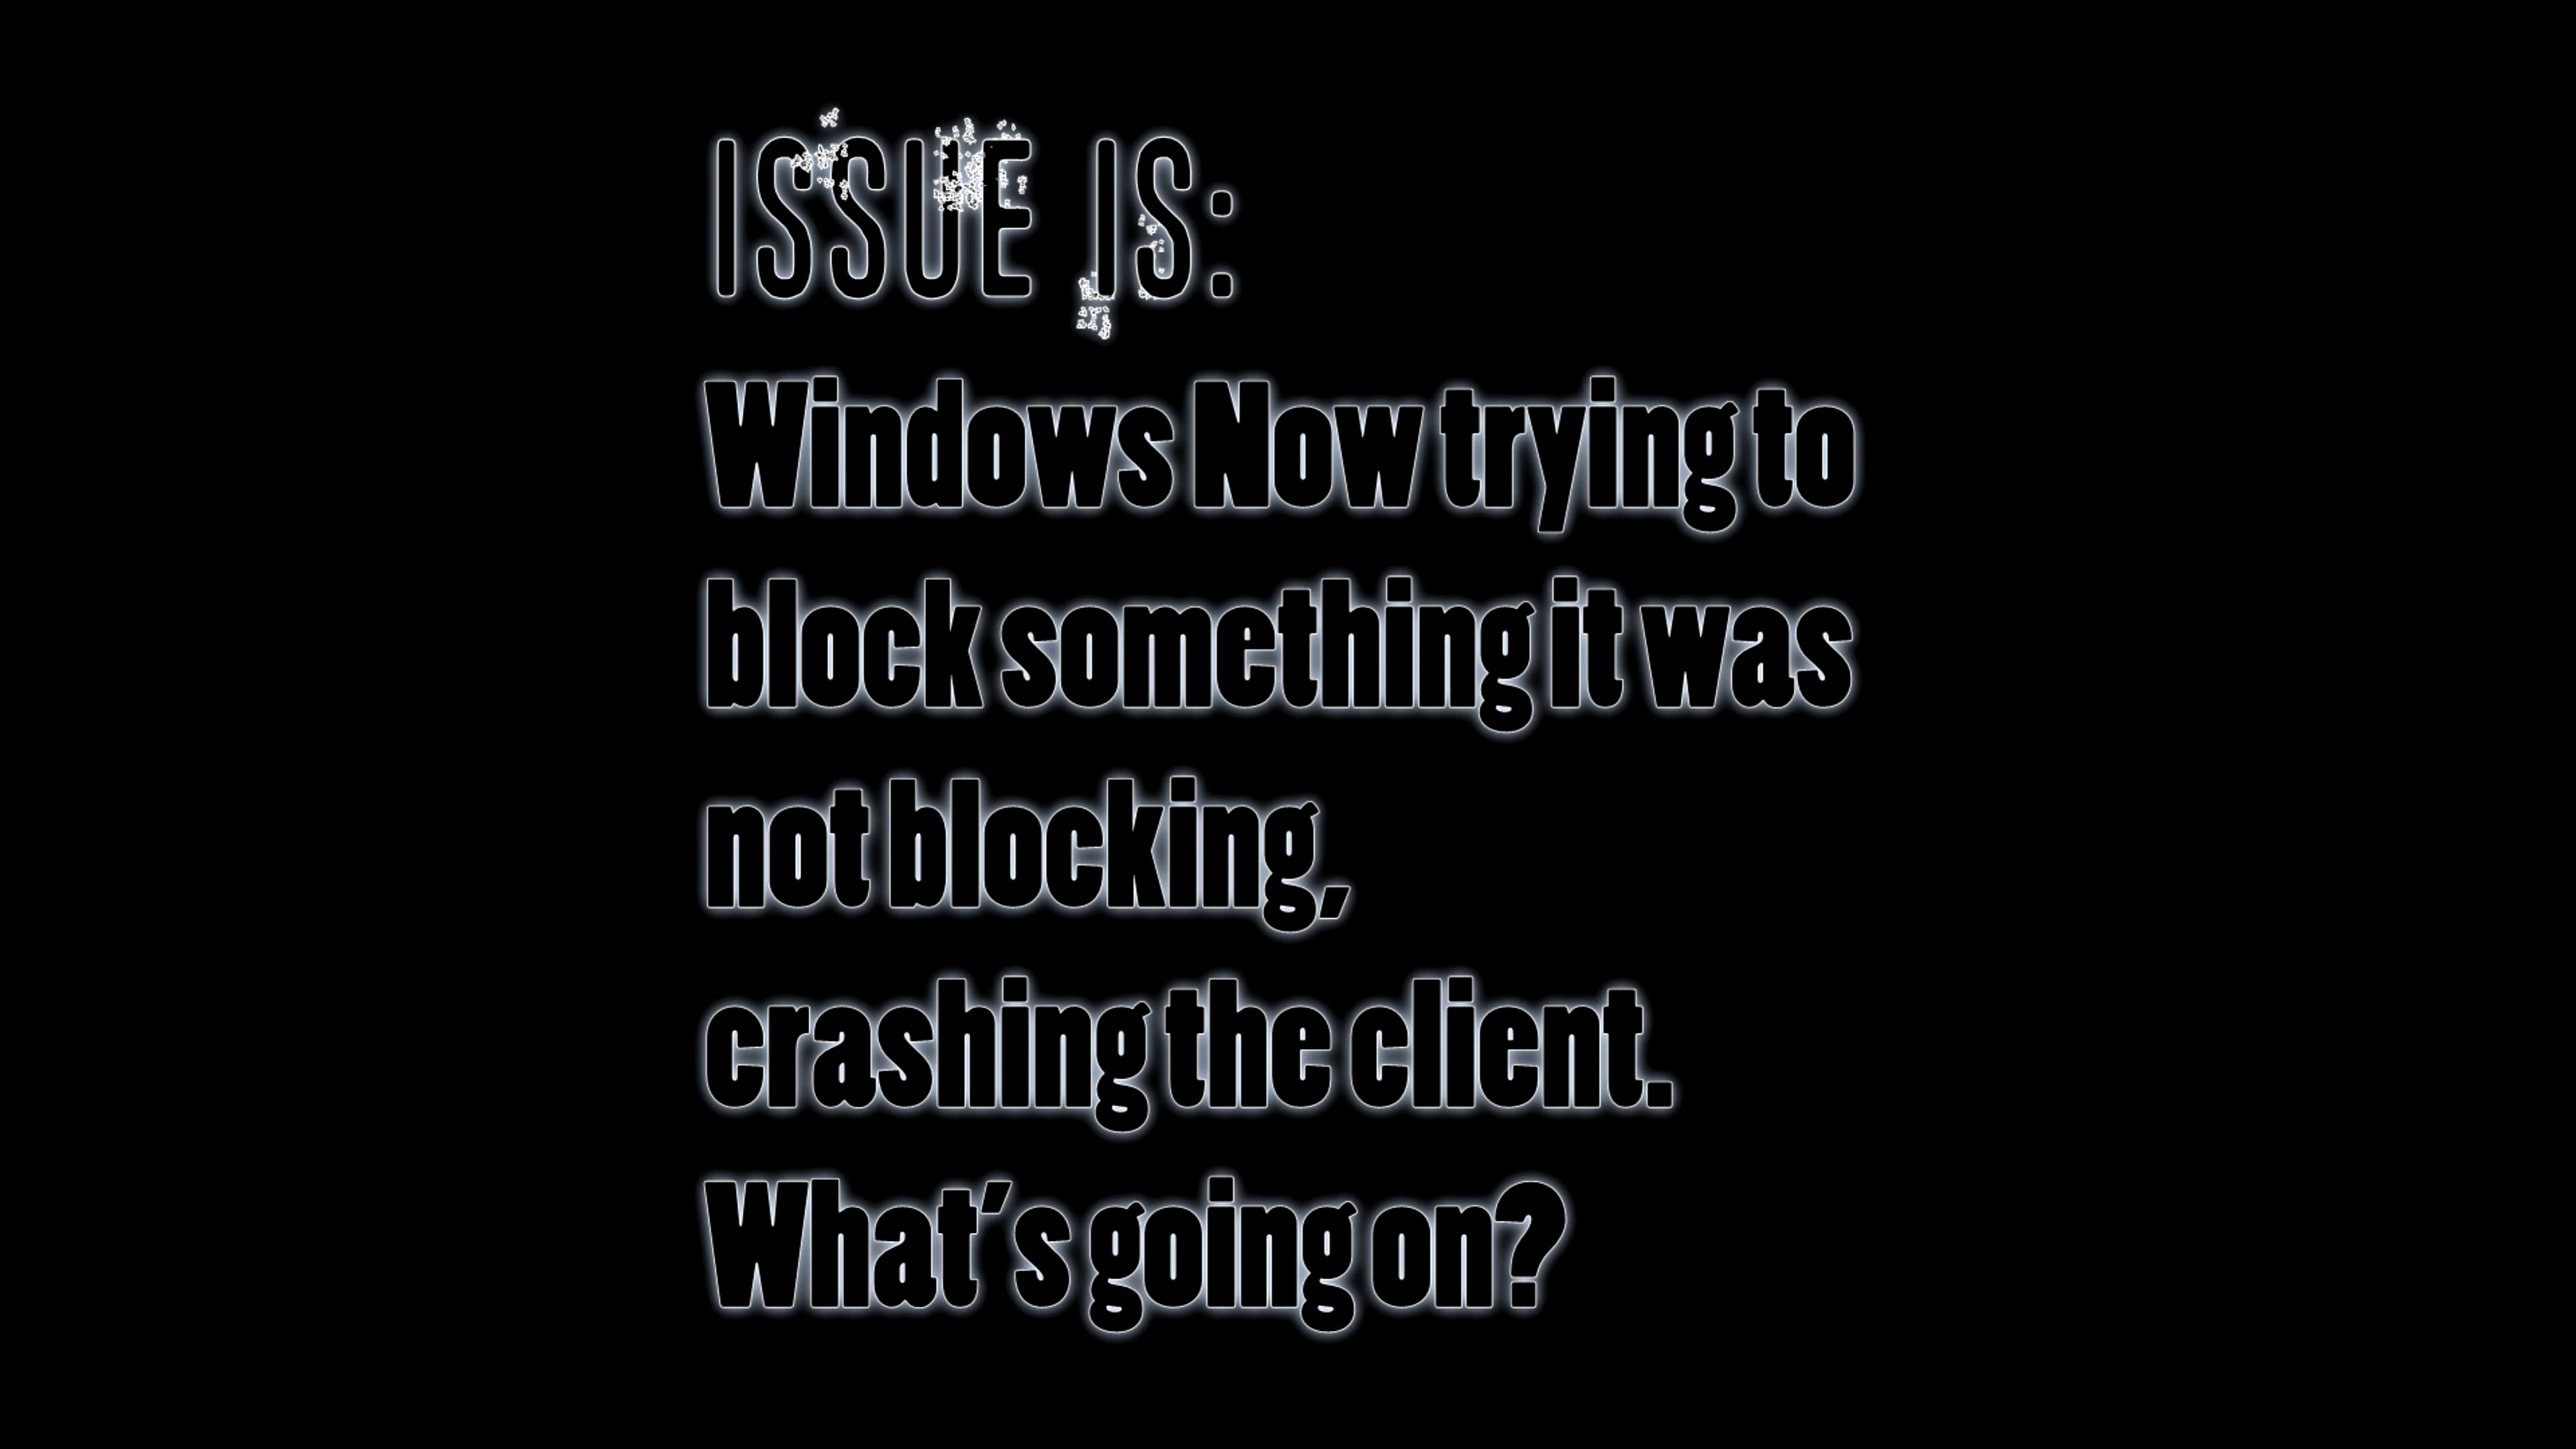 ISSUE IS:
Windows Now trying to
block something it was
not blocking,
crashing the client.
What's going on?